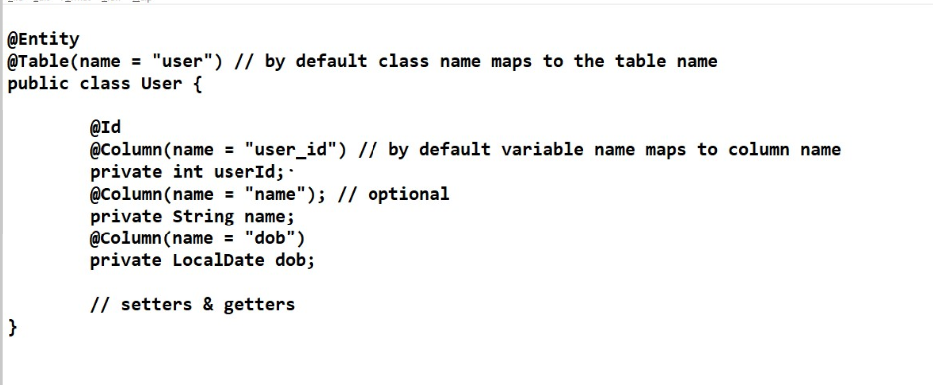 @Entity
@Table(name = "user") // by default class name maps to the table name
public class User {
@Id
@Column(name = "user_id") // by default variable name maps to column name
private int userId;
@Column(name = "name"); // optional
private String name;
@Column(name = "dob")
private LocalDate dob;
// setters & getters
}